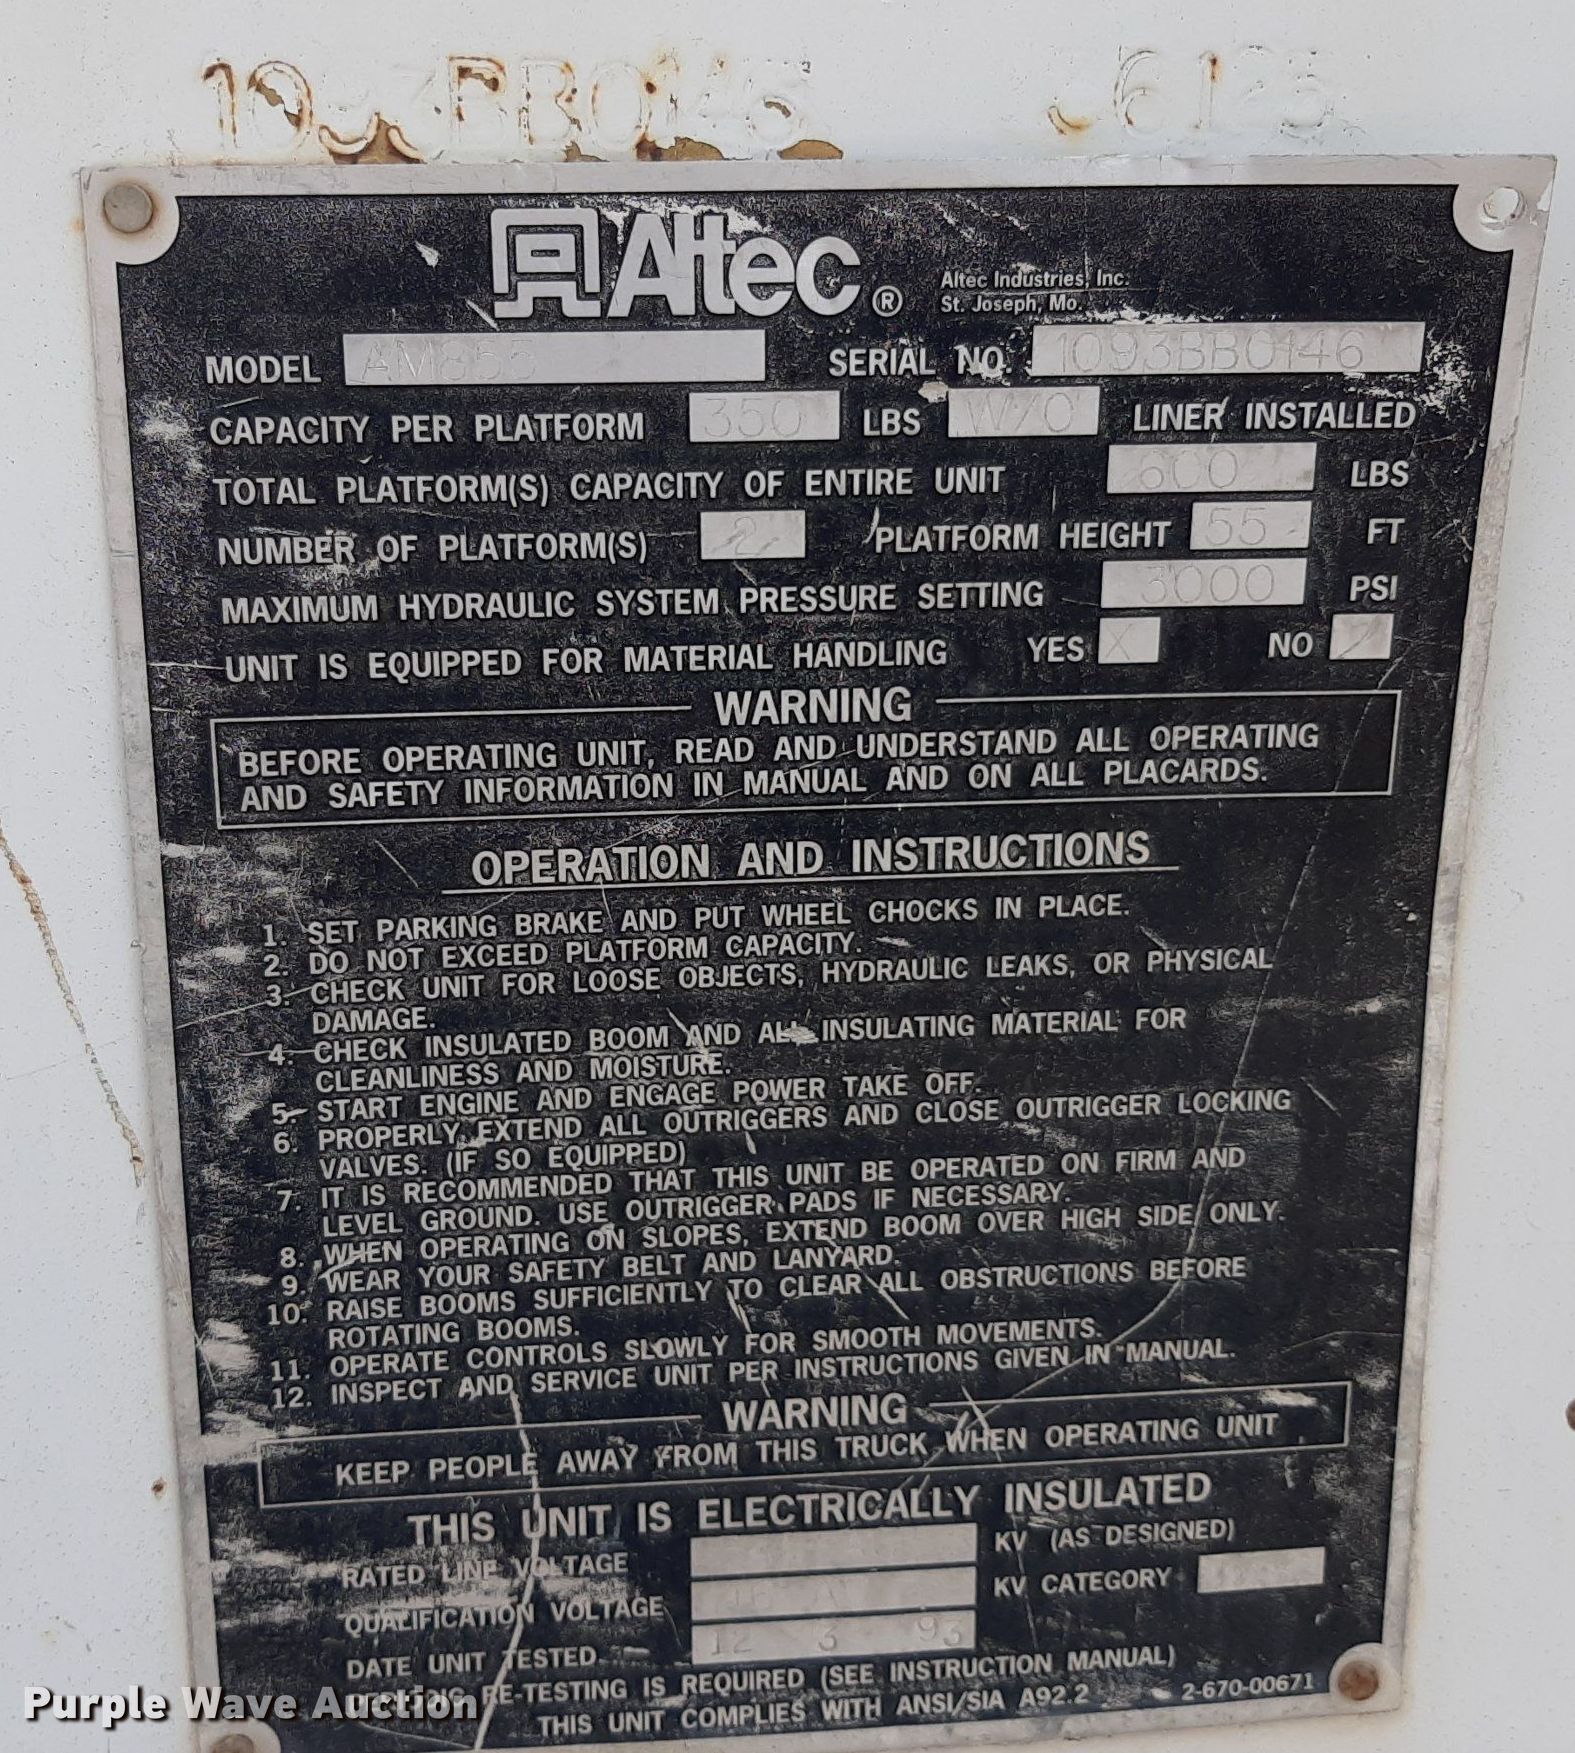 1093BB0146 6125
Altec ® Altec Industries, Inc.
St. Joseph, Mo.
MODEL AM855 SERIAL NO. 1093BB0146
CAPACITY PER PLATFORM 350 LBS W/O LINER INSTALLED
TOTAL PLATFORM(S) CAPACITY OF ENTIRE UNIT 600 LBS
NUMBER OF PLATFORM(S) 2 PLATFORM HEIGHT 55 FT
MAXIMUM HYDRAULIC SYSTEM PRESSURE SETTING 3000 PSI
UNIT IS EQUIPPED FOR MATERIAL HANDLING YES X NO
WARNING
BEFORE OPERATING UNIT, READ AND UNDERSTAND ALL OPERATING
AND SAFETY INFORMATION IN MANUAL AND ON ALL PLACARDS.
OPERATION AND INSTRUCTIONS
1. SET PARKING BRAKE AND PUT WHEEL CHOCKS IN PLACE.
2. DO NOT EXCEED PLATFORM CAPACITY.
3. CHECK UNIT FOR LOOSE OBJECTS, HYDRAULIC LEAKS, OR PHYSICAL
DAMAGE.
4. CHECK INSULATED BOOM AND ALL INSULATING MATERIAL FOR
CLEANLINESS AND MOISTURE.
5. START ENGINE AND ENGAGE POWER TAKE OFF.
6. PROPERLY EXTEND ALL OUTRIGGERS AND CLOSE OUTRIGGER LOCKING
VALVES. (IF SO EQUIPPED)
7. IT IS RECOMMENDED THAT THIS UNIT BE OPERATED ON FIRM AND
LEVEL GROUND. USE OUTRIGGER PADS IF NECESSARY.
8. WHEN OPERATING ON SLOPES, EXTEND BOOM OVER HIGH SIDE ONLY.
9. WEAR YOUR SAFETY BELT AND LANYARD.
10. RAISE BOOMS SUFFICIENTLY TO CLEAR ALL OBSTRUCTIONS BEFORE
ROTATING BOOMS.
11. OPERATE CONTROLS SLOWLY FOR SMOOTH MOVEMENTS.
12. INSPECT AND SERVICE UNIT PER INSTRUCTIONS GIVEN IN MANUAL.
WARNING
KEEP PEOPLE AWAY FROM THIS TRUCK WHEN OPERATING UNIT
THIS UNIT IS ELECTRICALLY INSULATED
RATED LINE VOLTAGE KV (AS DESIGNED)
QUALIFICATION VOLTAGE KV CATEGORY
DATE UNIT TESTED 12 3 93
RE-TESTING IS REQUIRED (SEE INSTRUCTION MANUAL)
THIS UNIT COMPLIES WITH ANSI/SIA A92.2 2-670-00671
Purple Wave Auction